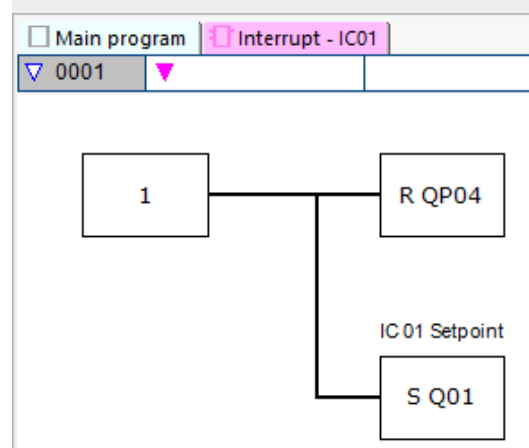 Main program
Interrupt - IC01
0001
1
R QP04
IC 01 Setpoint
S Q01